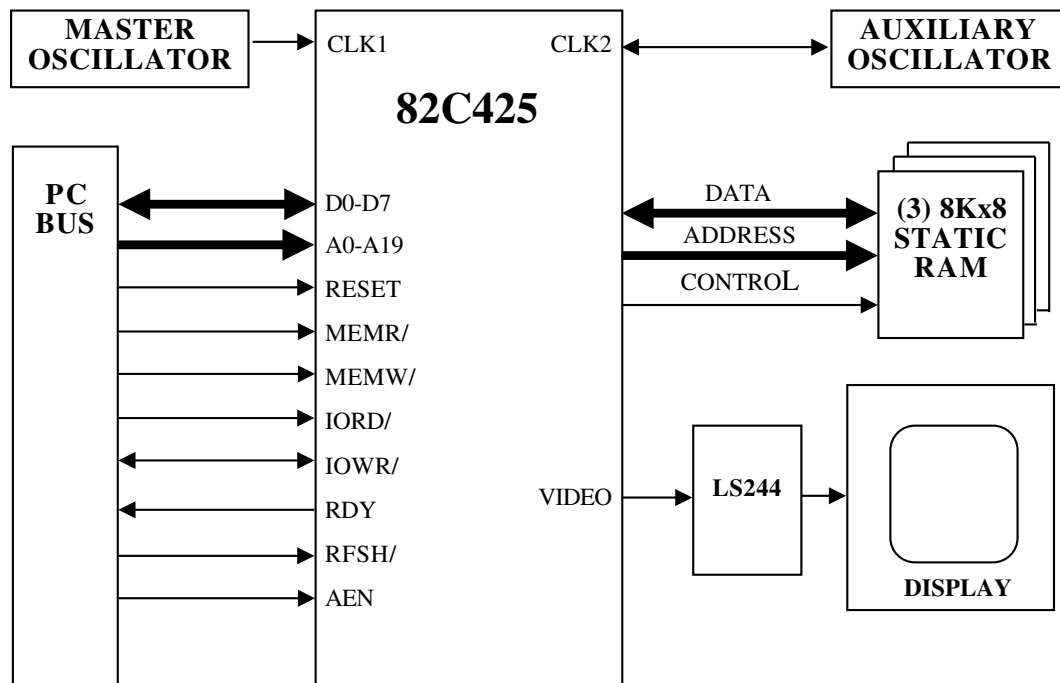 MASTER
OSCILLATOR
CLK1
CLK2
AUXILIARY
OSCILLATOR
82C425
PC
BUS
D0-D7
A0-A19
RESET
MEMR/
MEMW/
IORD/
IOWR/
RDY
RFSH/
AEN
DATA
ADDRESS
CONTROL
(3) 8Kx8
STATIC
RAM
VIDEO
LS244
DISPLAY